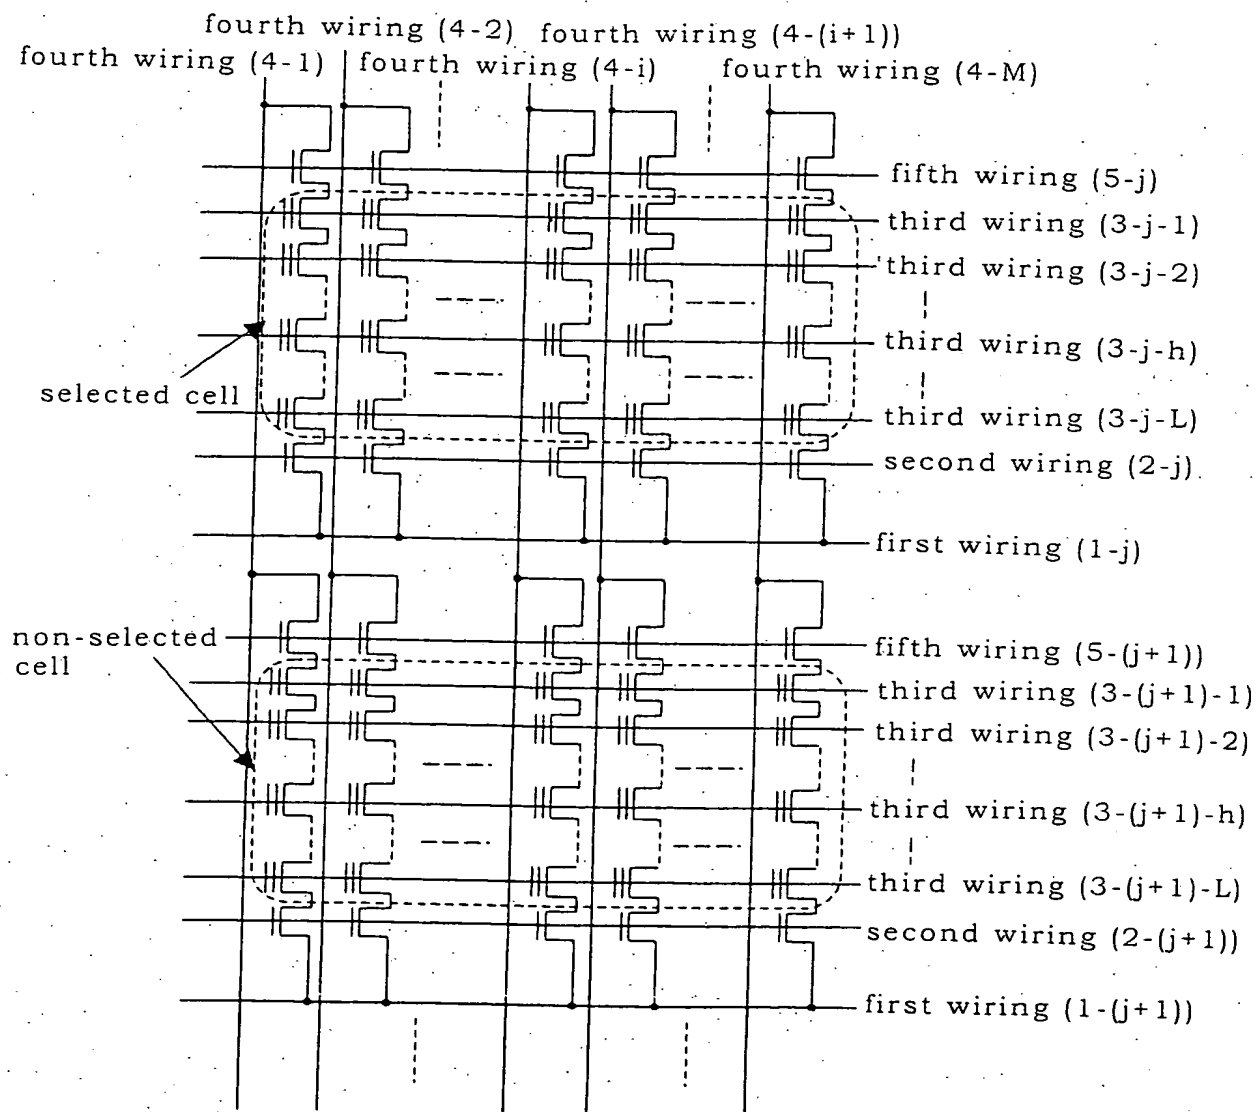 fourth wiring (4-2) fourth wiring (4-(i+1))
fourth wiring (4-1) fourth wiring (4-i) fourth wiring (4-M)
fifth wiring (5-j)
third wiring (3-j-1)
third wiring (3-j-2)
third wiring (3-j-h)
selected cell
third wiring (3-j-L)
second wiring (2-j)
first wiring (1-j)
non-selected
cell
fifth wiring (5-(j+1))
third wiring (3-(j+1)-1)
third wiring (3-(j+1)-2)
third wiring (3-(j+1)-h)
third wiring (3-(j+1)-L)
second wiring (2-(j+1))
first wiring (1-(j+1))